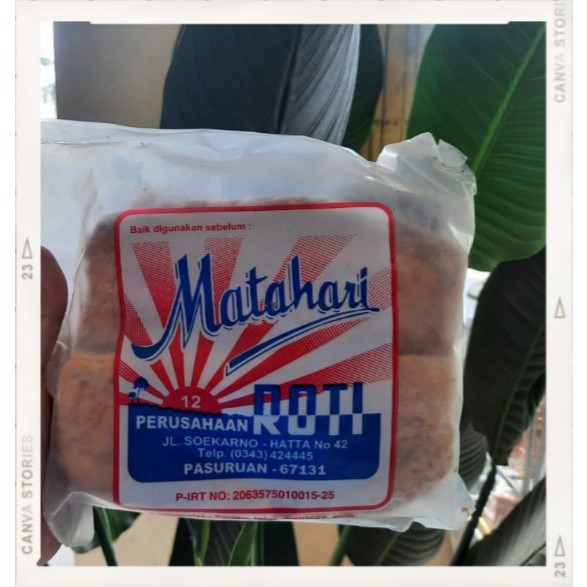 CANVA STORIES
23
Baik digunakan sebelum :
Matahari
12
PERUSAHAAN ROTI
JL. SOEKARNO - HATTA No 42
Telp. (0343) 424445
PASURUAN - 67131
P-IRT NO: 2063575010015-25
23
CANVA STORIES
23